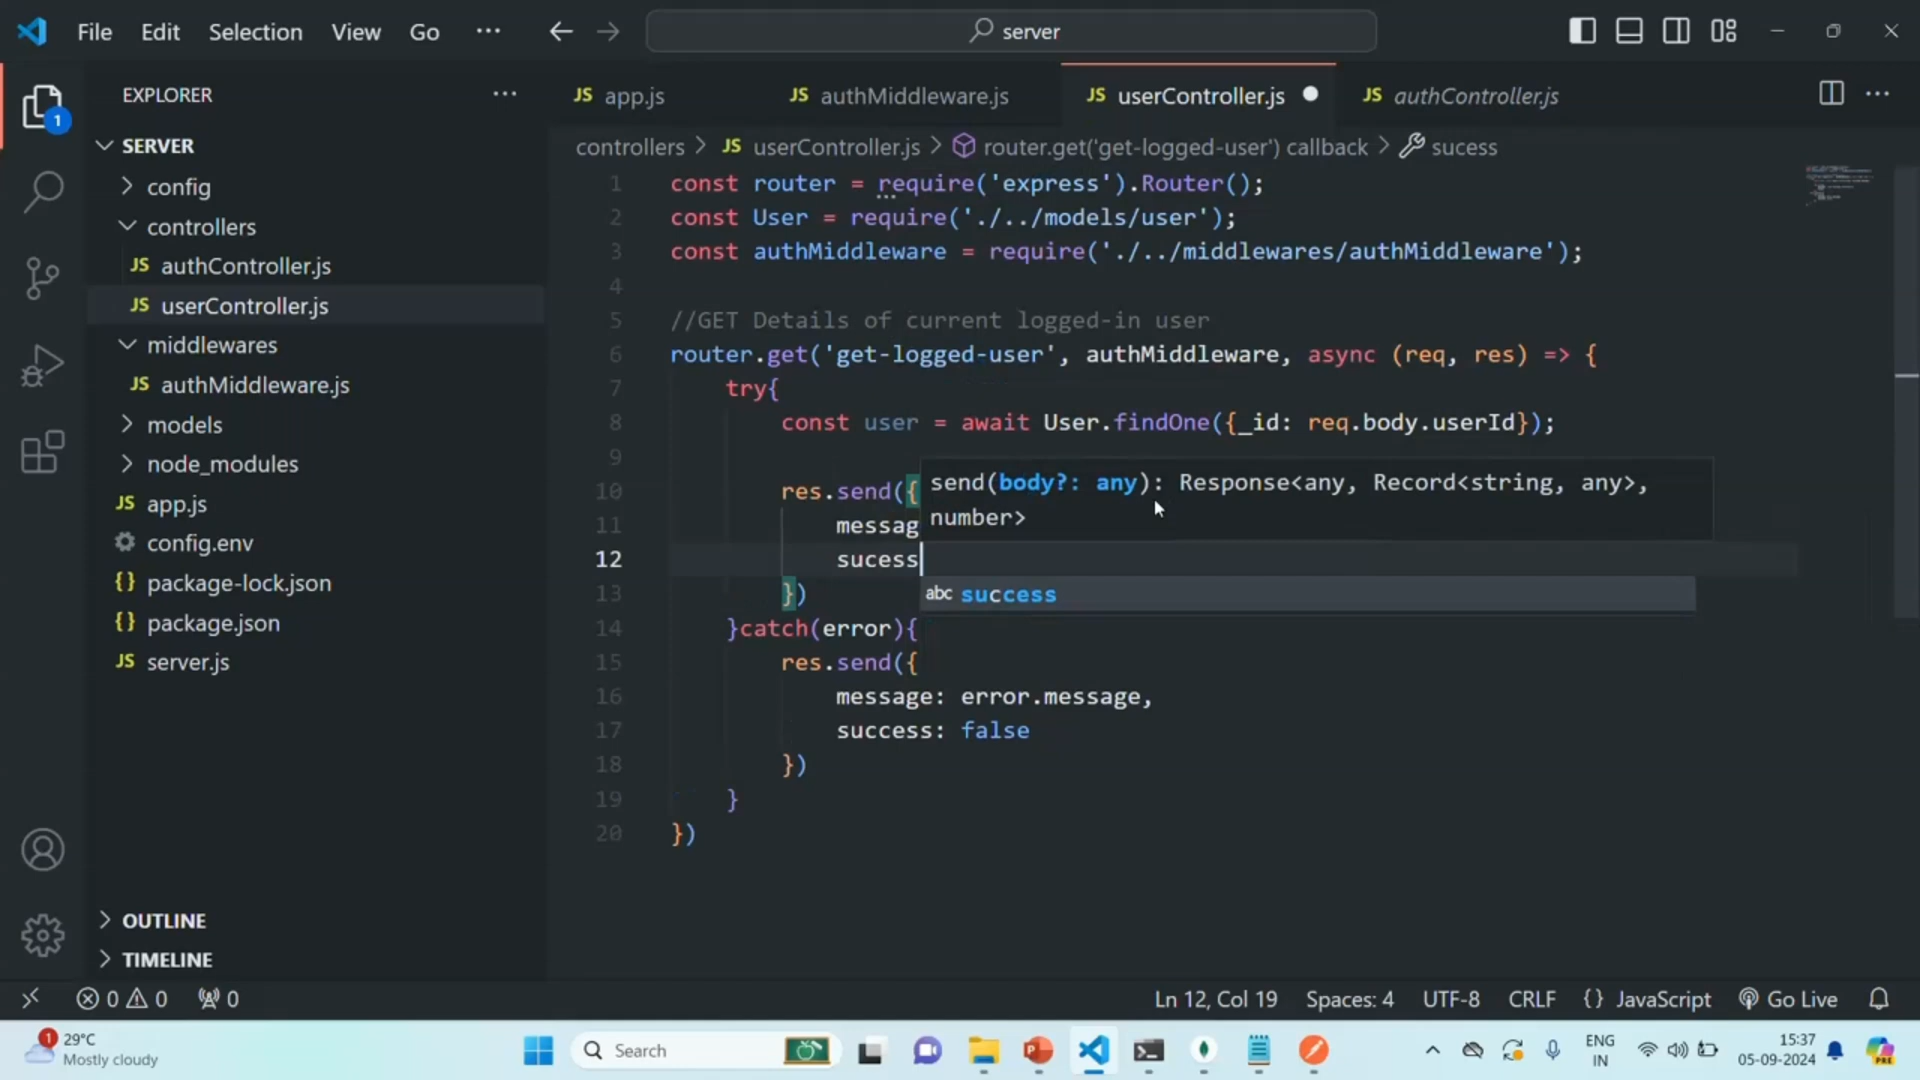 File Edit Selection View Go ··· server
EXPLORER ···
JS app.js JS authMiddleware.js JS userController.js JS authController.js ···
controllers > JS userController.js > router.get('get-logged-user') callback > sucess
1
SERVER
config
controllers
JS authController.js
JS userController.js
middlewares
JS authMiddleware.js
models
node_modules
JS app.js
config.env
{} package-lock.json
{} package.json
JS server.js
OUTLINE
TIMELINE
1 const router = require('express').Router();
2 const User = require('./../models/user');
3 const authMiddleware = require('./../middlewares/authMiddleware');
4
5 //GET Details of current logged-in user
6 router.get('get-logged-user', authMiddleware, async (req, res) => {
7 try{
8 const user = await User.findOne({_id: req.body.userId});
9
send(body?: any): Response<any, Record<string, any>,
number>
10 res.send({
11 messag
12 sucess
abc success
13 })
14 }catch(error){
15 res.send({
16 message: error.message,
17 success: false
18 })
19 }
20 })
0 0 0 Ln 12, Col 19 Spaces: 4 UTF-8 CRLF {} JavaScript Go Live
1 29°C
Mostly cloudy
Search
ENG
IN
15:37
05-09-2024
PRE